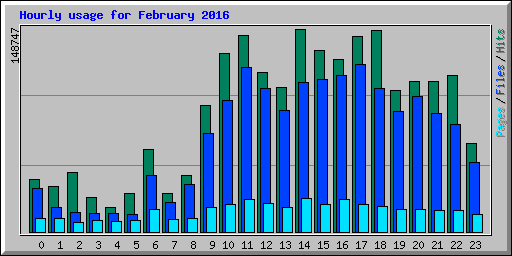 Hourly usage for February 2016
148747
Pages/Files/Hits
0 1 2 3 4 5 6 7 8 9 10 11 12 13 14 15 16 17 18 19 20 21 22 23